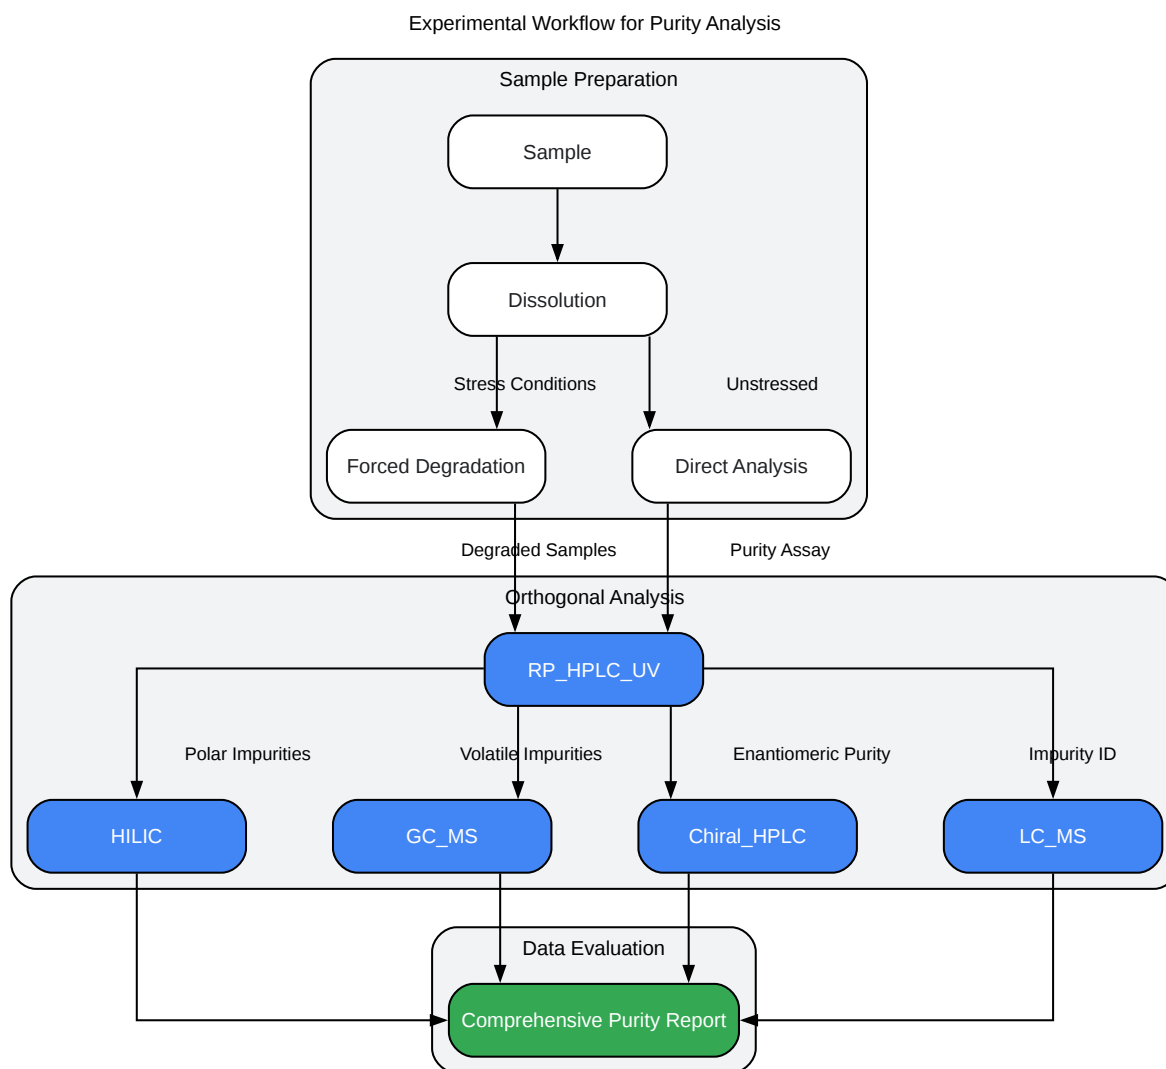 Experimental Workflow for Purity Analysis
Sample Preparation
Sample
Dissolution
Stress Conditions
Unstressed
Forced Degradation
Direct Analysis
Degraded Samples
Purity Assay
Orthogonal Analysis
RP_HPLC_UV
Polar Impurities
Volatile Impurities
Enantiomeric Purity
Impurity ID
HILIC
GC_MS
Chiral_HPLC
LC_MS
Data Evaluation
Comprehensive Purity Report